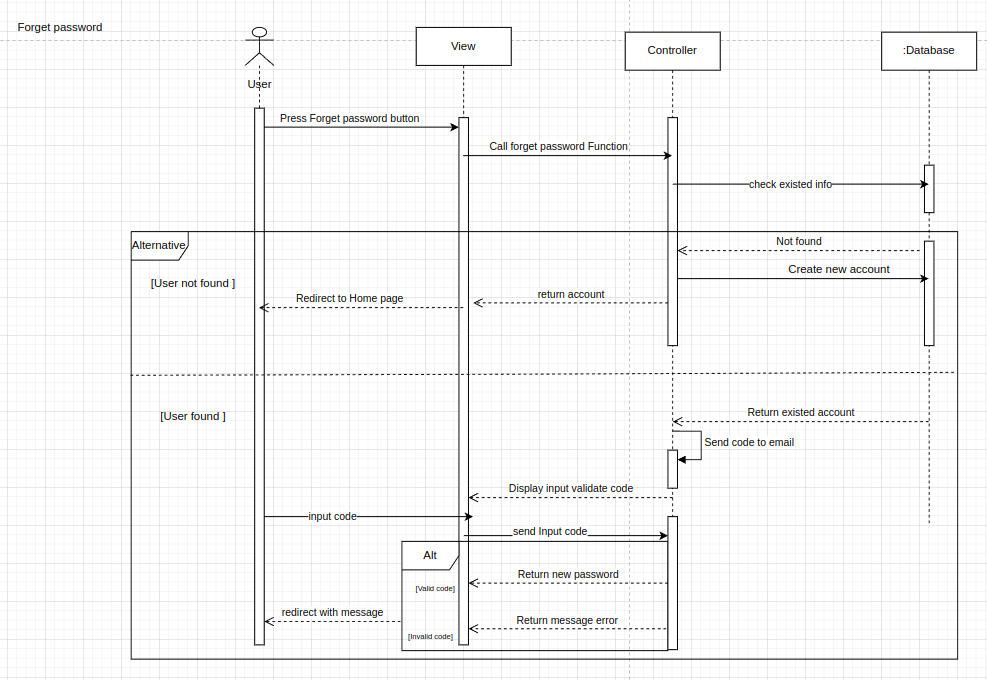 Forget password
View
Controller
:Database
User
Press Forget password button
Call forget password Function
check existed info
Alternative
Not found
Create new account
[User not found ]
return account
Redirect to Home page
[User found ]
Return existed account
Send code to email
Display input validate code
input code
send Input code
Alt
Return new password
[Valid code]
redirect with message
Return message error
[Invalid code]